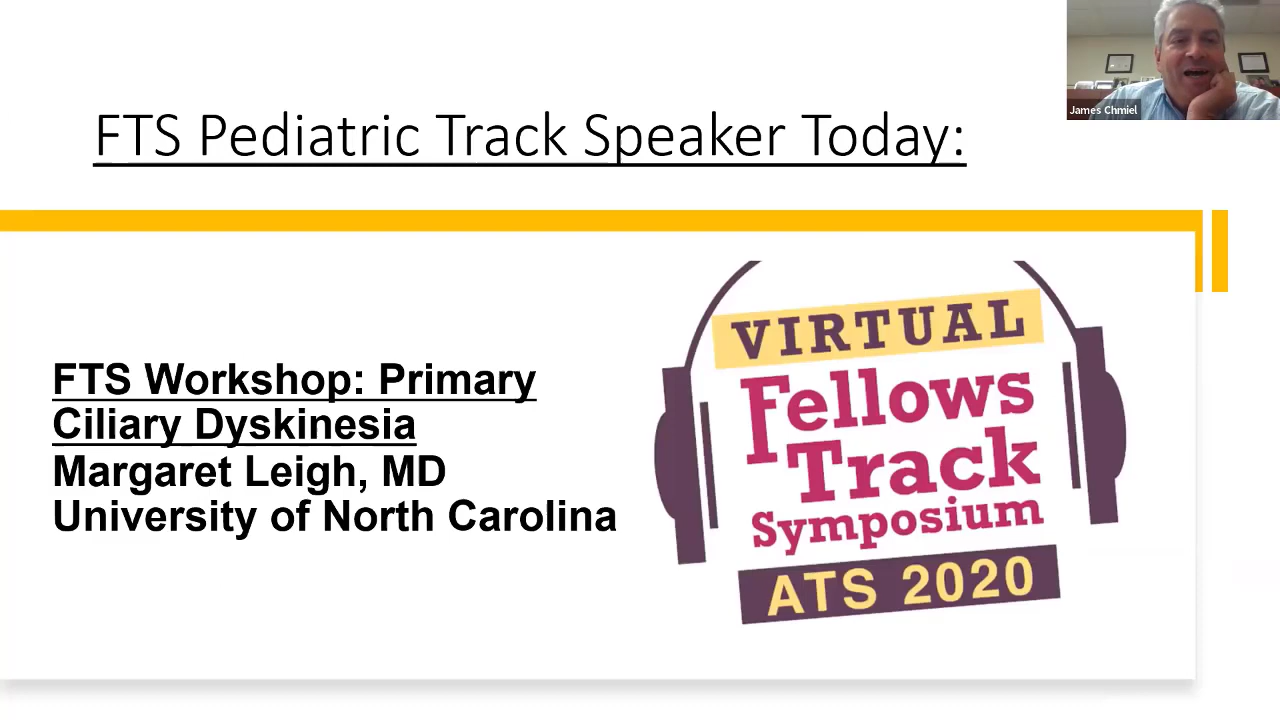 James Chmiel
FTS Pediatric Track Speaker Today:
FTS Workshop: Primary
Ciliary Dyskinesia
Margaret Leigh, MD
University of North Carolina
VIRTUAL
Fellows
Track
Symposium
ATS 2020